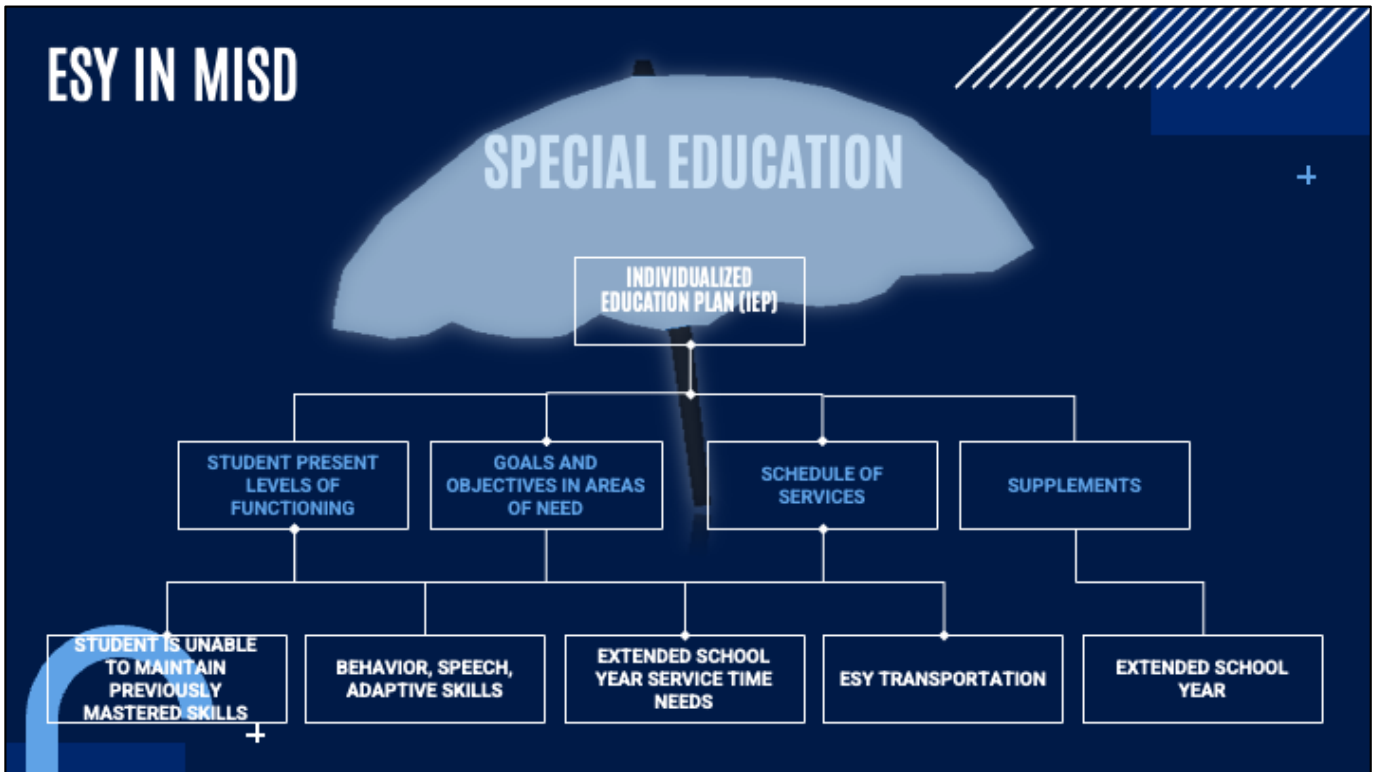 ESY IN MISD
SPECIAL EDUCATION
INDIVIDUALIZED
EDUCATION PLAN (IEP)
STUDENT PRESENT
LEVELS OF
FUNCTIONING
GOALS AND
OBJECTIVES IN AREAS
OF NEED
SCHEDULE OF
SERVICES
SUPPLEMENTS
STUDENT IS UNABLE
TO MAINTAIN
PREVIOUSLY
MASTERED SKILLS
BEHAVIOR, SPEECH,
ADAPTIVE SKILLS
EXTENDED SCHOOL
YEAR SERVICE TIME
NEEDS
ESY TRANSPORTATION
EXTENDED SCHOOL
YEAR